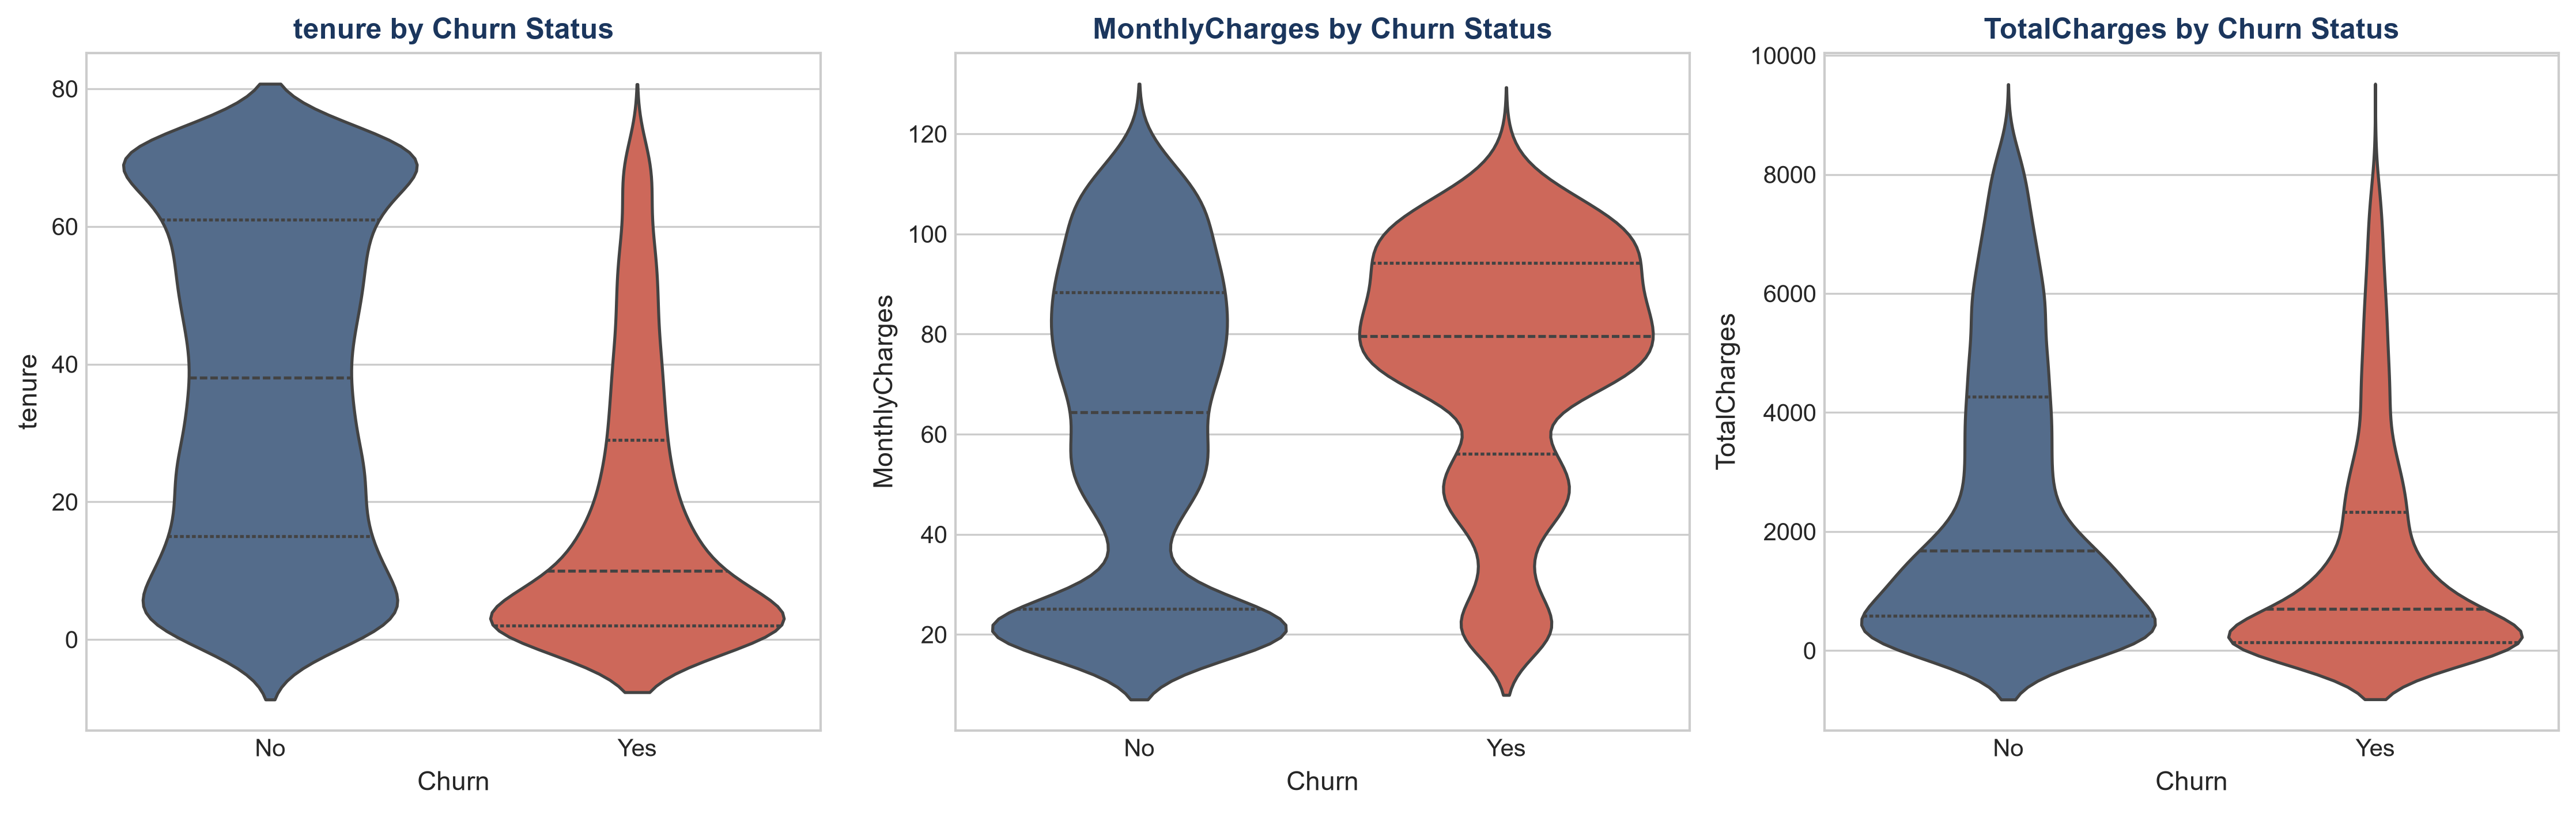 tenure by Churn Status
80
60
40
20
0
tenure
No
Yes
Churn
MonthlyCharges by Churn Status
120
100
80
60
40
20
MonthlyCharges
No
Yes
Churn
TotalCharges by Churn Status
10000
8000
6000
4000
2000
0
TotalCharges
No
Yes
Churn